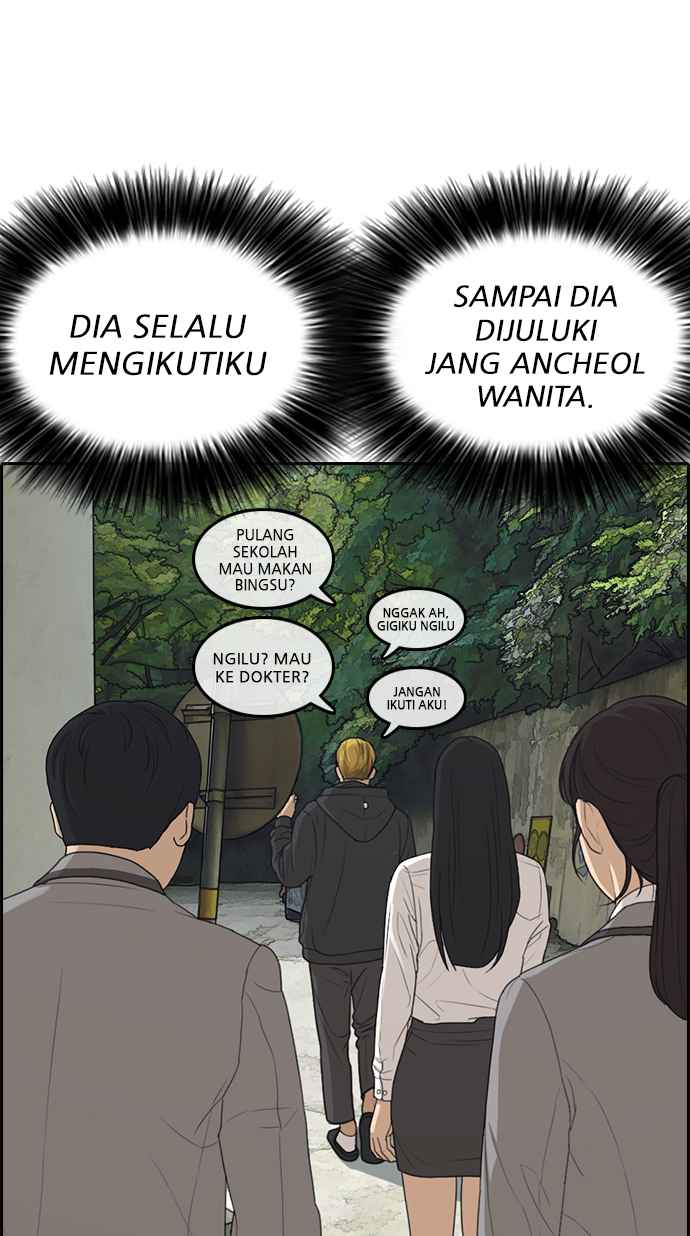 DIA SELALU
MENGIKUTIKU
SAMPAI DIA
DIJULUKI
JANG ANCHEOL
WANITA.
PULANG
SEKOLAH
MAU MAKAN
BINGSU?
NGGAK AH,
GIGIKU NGILU
NGILU? MAU
KE DOKTER?
JANGAN
IKUTI AKU!